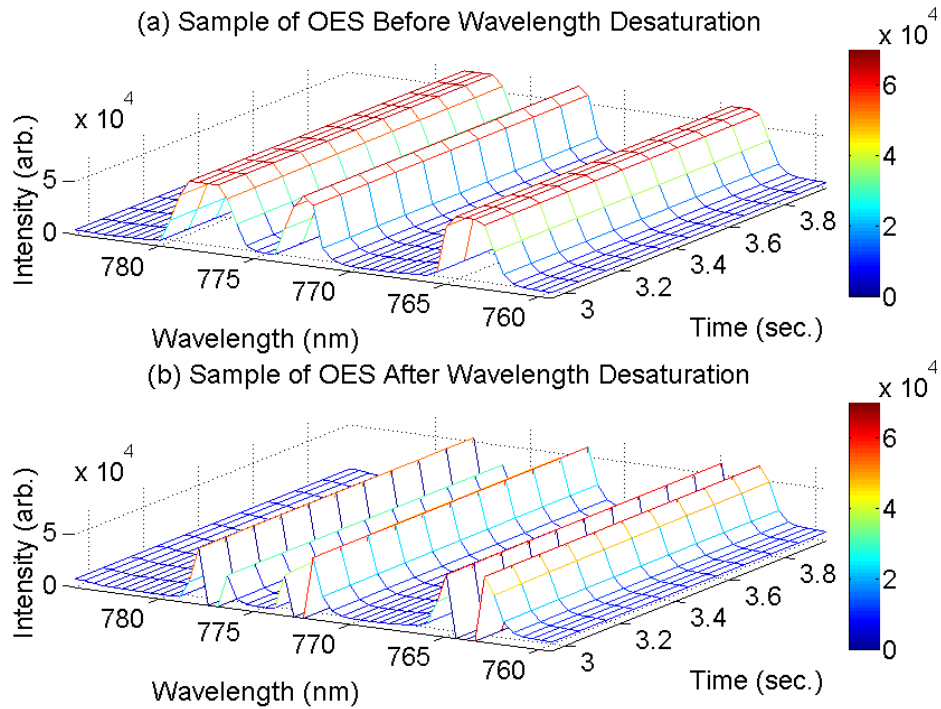 (a) Sample of OES Before Wavelength Desaturation
x 10^4
x 10^4
Intensity (arb.)
5
0
780
775
770
765
760
Wavelength (nm)
3
3.2
3.4
3.6
3.8
Time (sec.)
6
4
2
0
(b) Sample of OES After Wavelength Desaturation
x 10^4
x 10^4
Intensity (arb.)
5
0
780
775
770
765
760
Wavelength (nm)
3
3.2
3.4
3.6
3.8
Time (sec.)
6
4
2
0